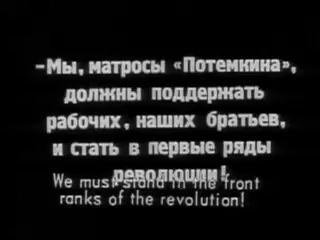 –Мы, матросы «Потемкина»,
должны поддержать
рабочих, наших братьев,
и стать в первые ряды
революции!
We must stand in the front
ranks of the revolution!